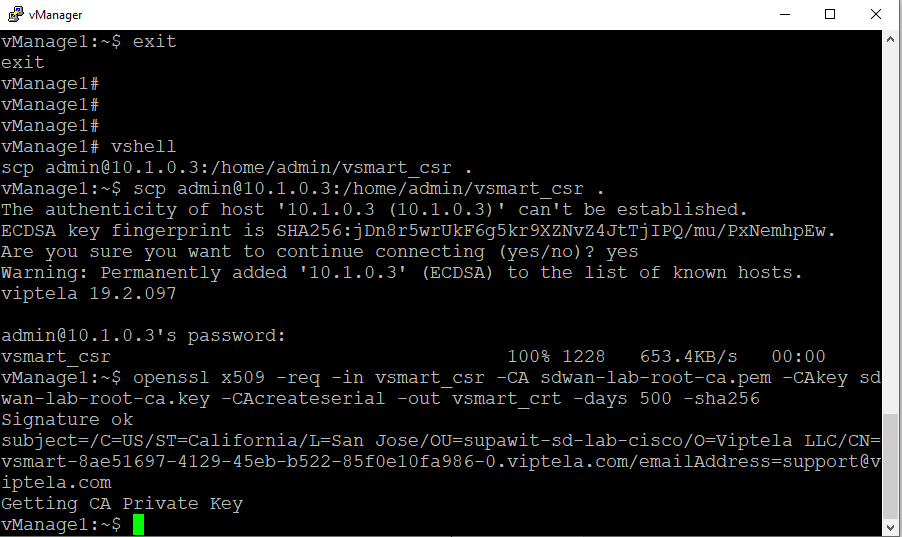 vManager
vManage1:~$ exit
exit
vManage1#
vManage1#
vManage1#
vManage1# vshell
scp admin@10.1.0.3:/home/admin/vsmart_csr .
vManage1:~$ scp admin@10.1.0.3:/home/admin/vsmart_csr .
The authenticity of host '10.1.0.3 (10.1.0.3)' can't be established.
ECDSA key fingerprint is SHA256:jDn8r5wrUkF6g5kr9XZNvZ4JtTjIPQ/mu/PxNemhpEw.
Are you sure you want to continue connecting (yes/no)? yes
Warning: Permanently added '10.1.0.3' (ECDSA) to the list of known hosts.
viptela 19.2.097
admin@10.1.0.3's password:
vsmart_csr 100% 1228 653.4KB/s 00:00
vManage1:~$ openssl x509 -req -in vsmart_csr -CA sdwan-lab-root-ca.pem -CAkey sd
wan-lab-root-ca.key -CAcreateserial -out vsmart_crt -days 500 -sha256
Signature ok
subject=/C=US/ST=California/L=San Jose/OU=supawit-sd-lab-cisco/O=Viptela LLC/CN=
vsmart-8ae51697-4129-45eb-b522-85f0e10fa986-0.viptela.com/emailAddress=support@v
iptela.com
Getting CA Private Key
vManage1:~$